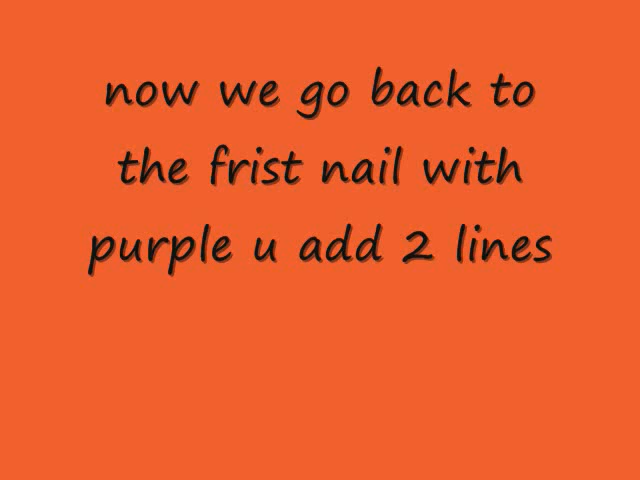 now we go back to
the frist nail with
purple u add 2 lines